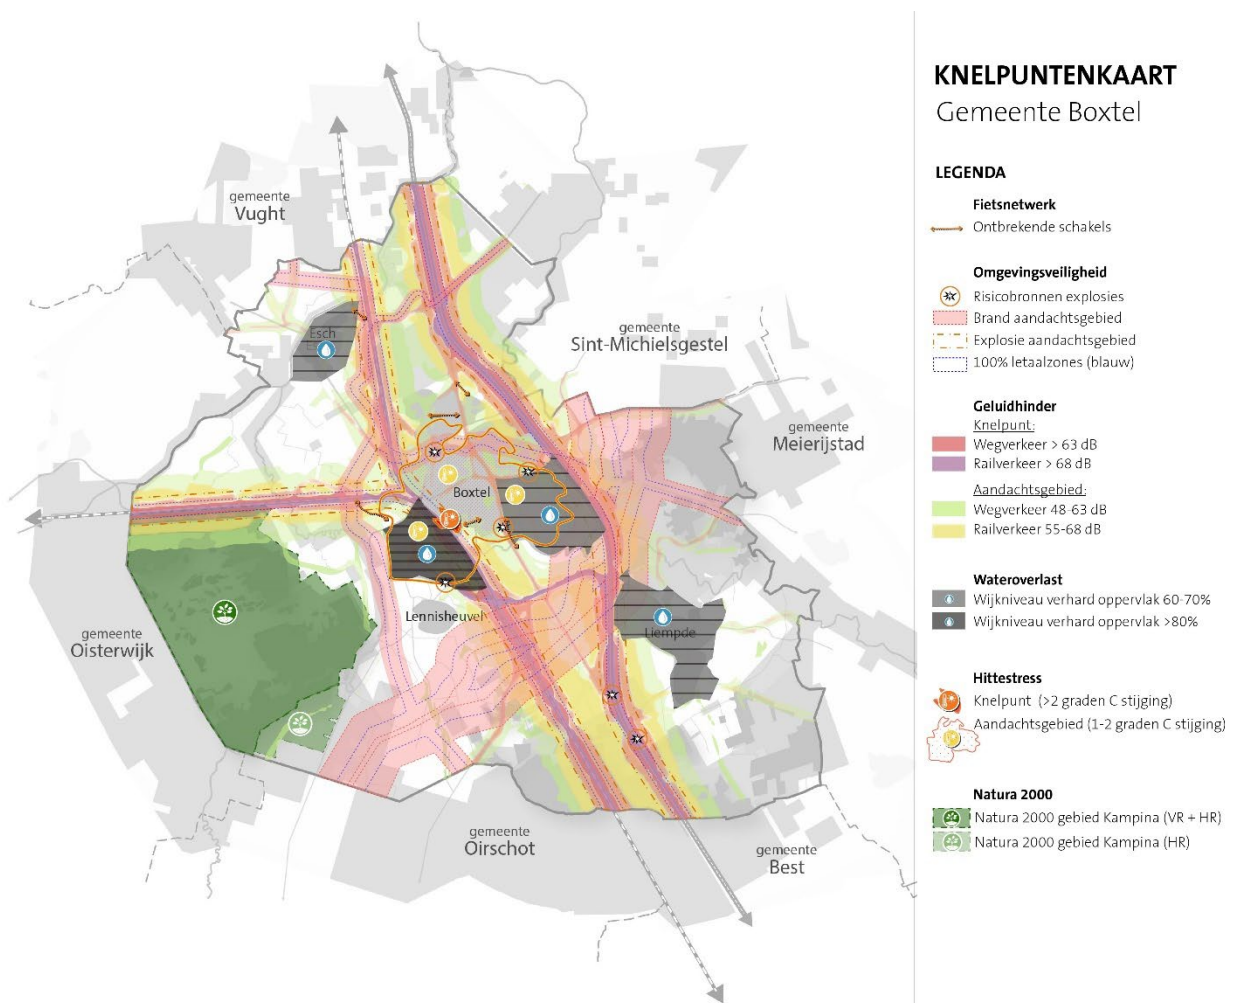 KNELPUNTENKAART
Gemeente Boxtel
LEGENDA
Fietsnetwerk
Ontbrekende schakels
Omgevingsveiligheid
Risicobronnen explosies
Brand aandachtsgebied
Explosie aandachtsgebied
100% letaalzones (blauw)
Geluidhinder
Knelpunt:
Wegverkeer > 63 dB
Railverkeer > 68 dB
Aandachtsgebied:
Wegverkeer 48-63 dB
Railverkeer 55-68 dB
Wateroverlast
Wijkniveau verhard oppervlak 60-70%
Wijkniveau verhard oppervlak >80%
Hittestress
Knelpunt (>2 graden C stijging)
Aandachtsgebied (1-2 graden C stijging)
Natura 2000
Natura 2000 gebied Kampina (VR + HR)
Natura 2000 gebied Kampina (HR)
gemeente
Vught
Esch
gemeente
Sint-Michielsgestel
gemeente
Meierijstad
Boxtel
Lennisheuvel
Liempde
gemeente
Oisterwijk
gemeente
Oirschot
gemeente
Best